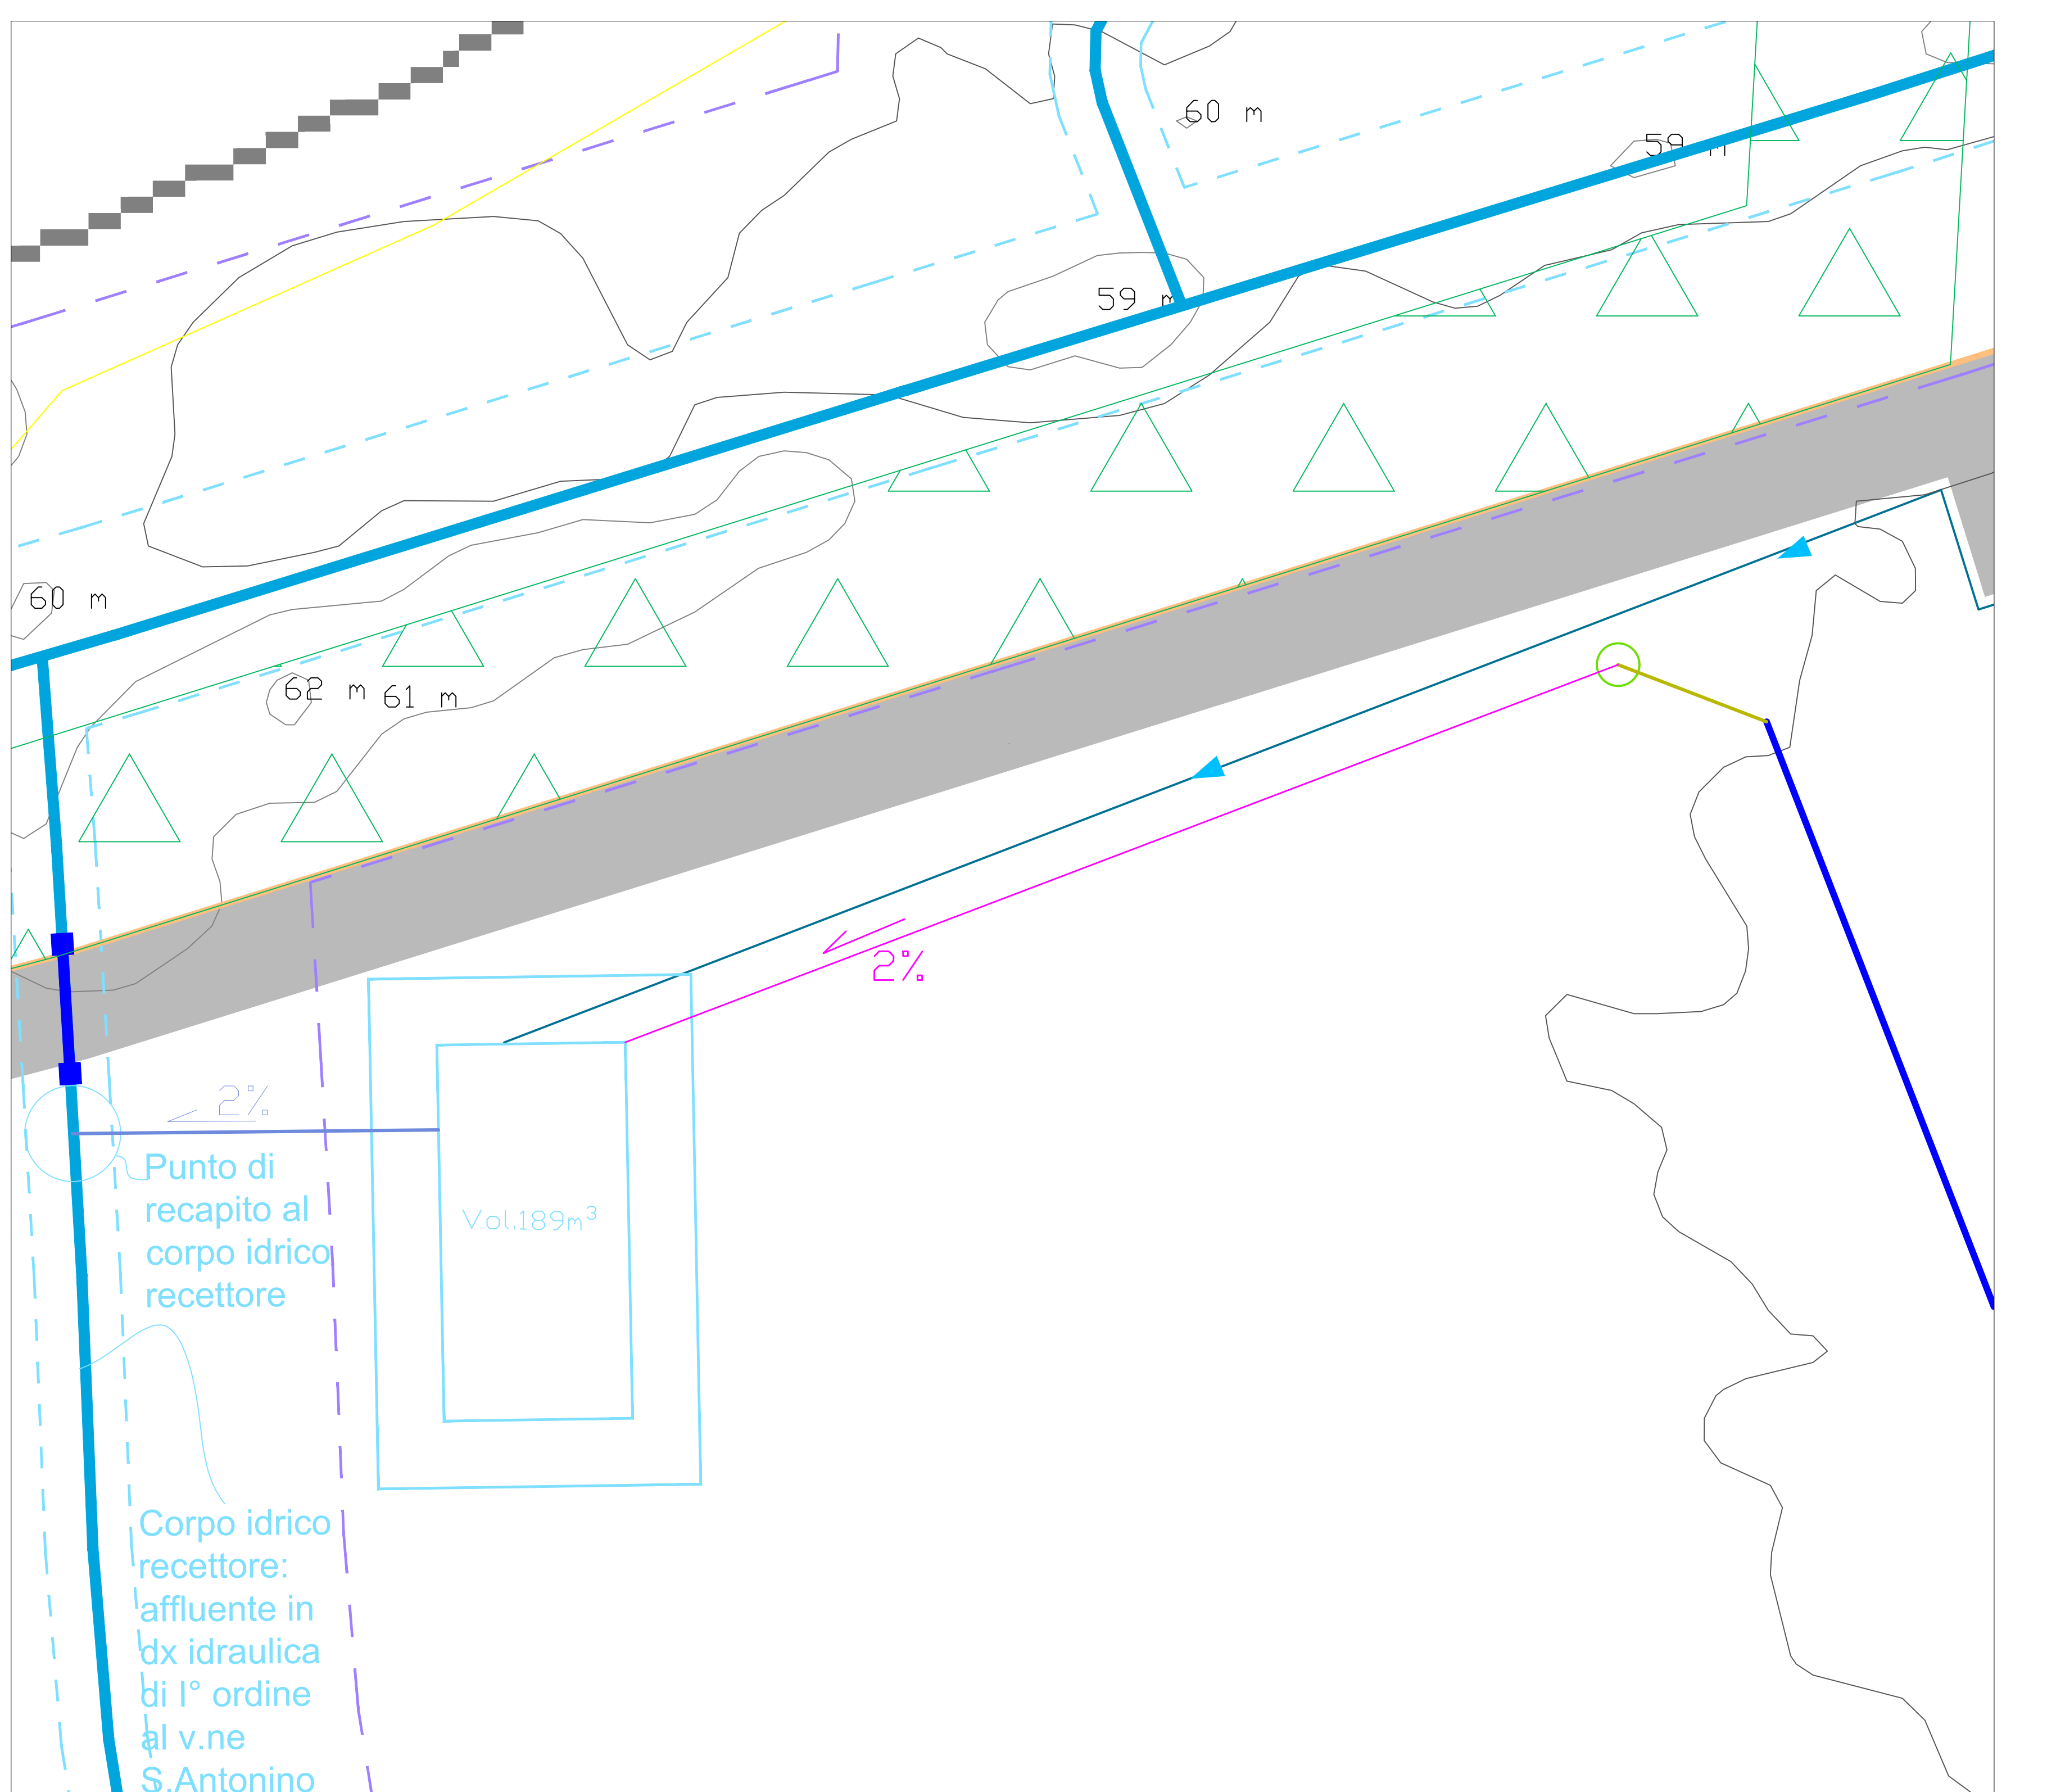 60 m
59 m
59 m
60 m
62 m
61 m
2%
2%
Punto di
recapito al
corpo idrico
recettore
Vol.189m³
Corpo idrico
recettore:
affluente in
dx idraulica
di I° ordine
al v.ne
S.Antonino